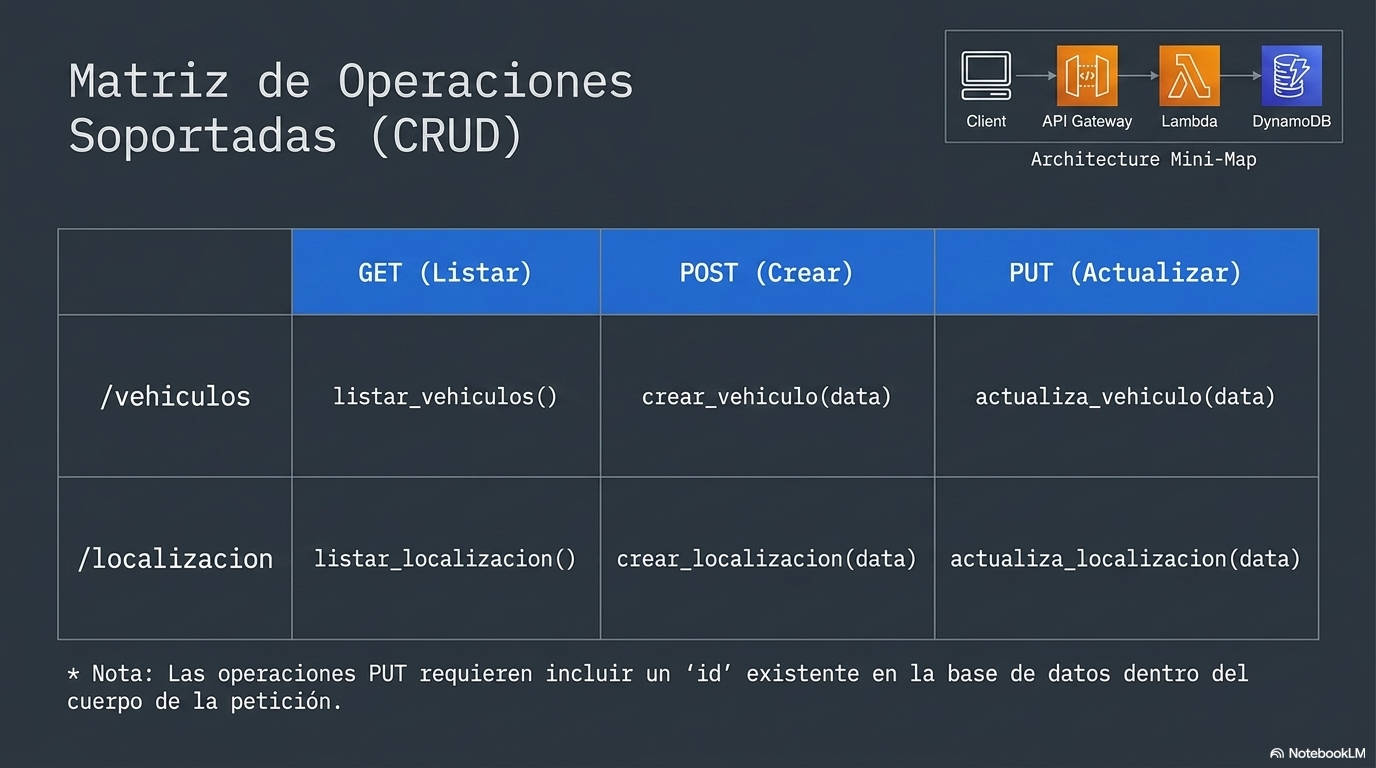 Matriz de Operaciones
Soportadas (CRUD)
Client
API Gateway
Lambda
DynamoDB
Architecture Mini-Map
GET (Listar)
POST (Crear)
PUT (Actualizar)
/vehiculos
listar_vehiculos()
crear_vehiculo(data)
actualiza_vehiculo(data)
/localizacion
listar_localizacion()
crear_localizacion(data)
actualiza_localizacion(data)
* Nota: Las operaciones PUT requieren incluir un ‘id’ existente en la base de datos dentro del
cuerpo de la petición.
NotebookLM